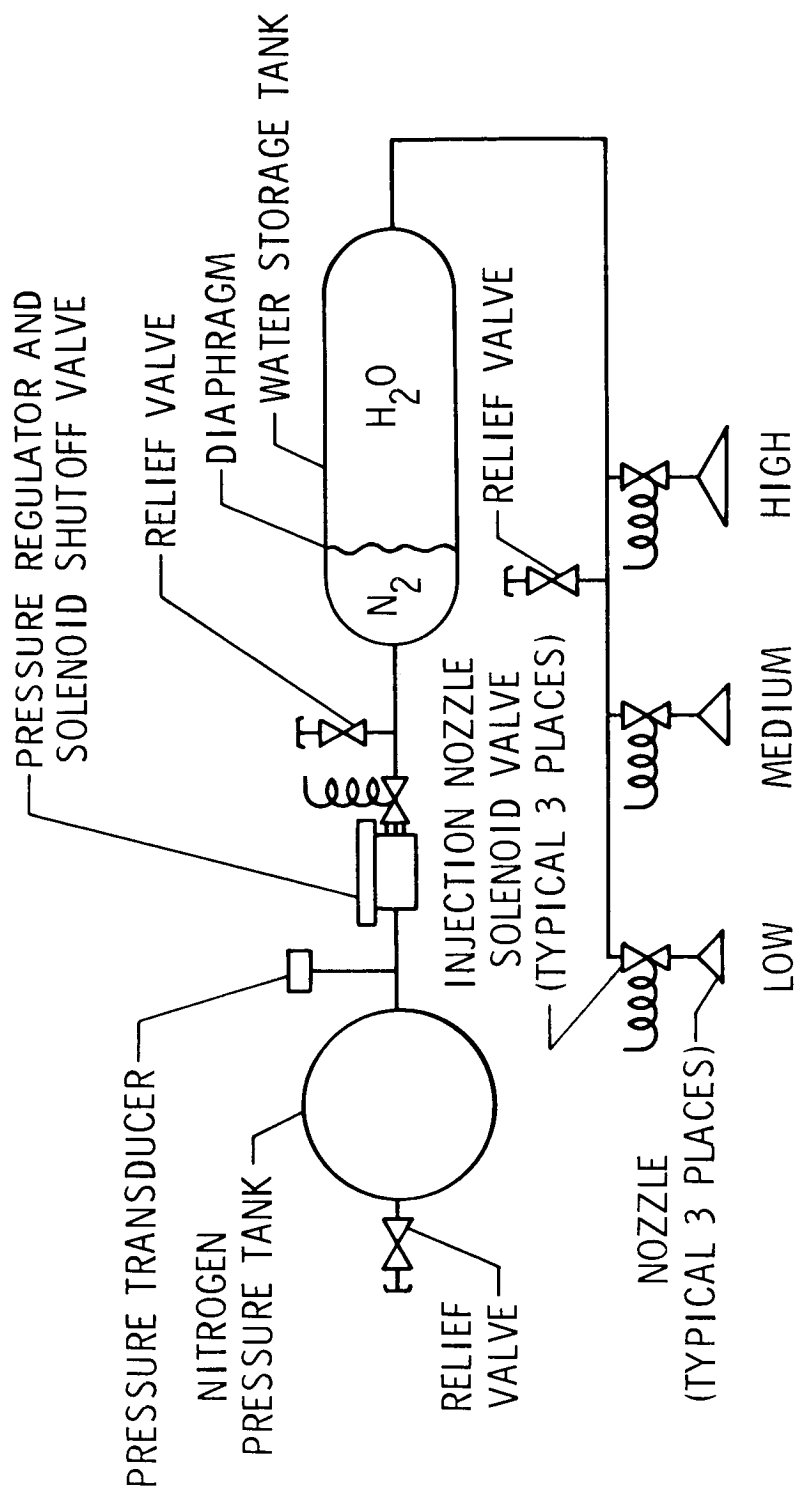 PRESSURE REGULATOR AND
SOLENOID SHUTOFF VALVE
PRESSURE TRANSDUCER
RELIEF VALVE
DIAPHRAGM
WATER STORAGE TANK
NITROGEN
PRESSURE TANK
N2
H2O
RELIEF
VALVE
INJECTION NOZZLE
SOLENOID VALVE
(TYPICAL 3 PLACES)
RELIEF VALVE
NOZZLE
(TYPICAL 3 PLACES)
LOW
MEDIUM
HIGH